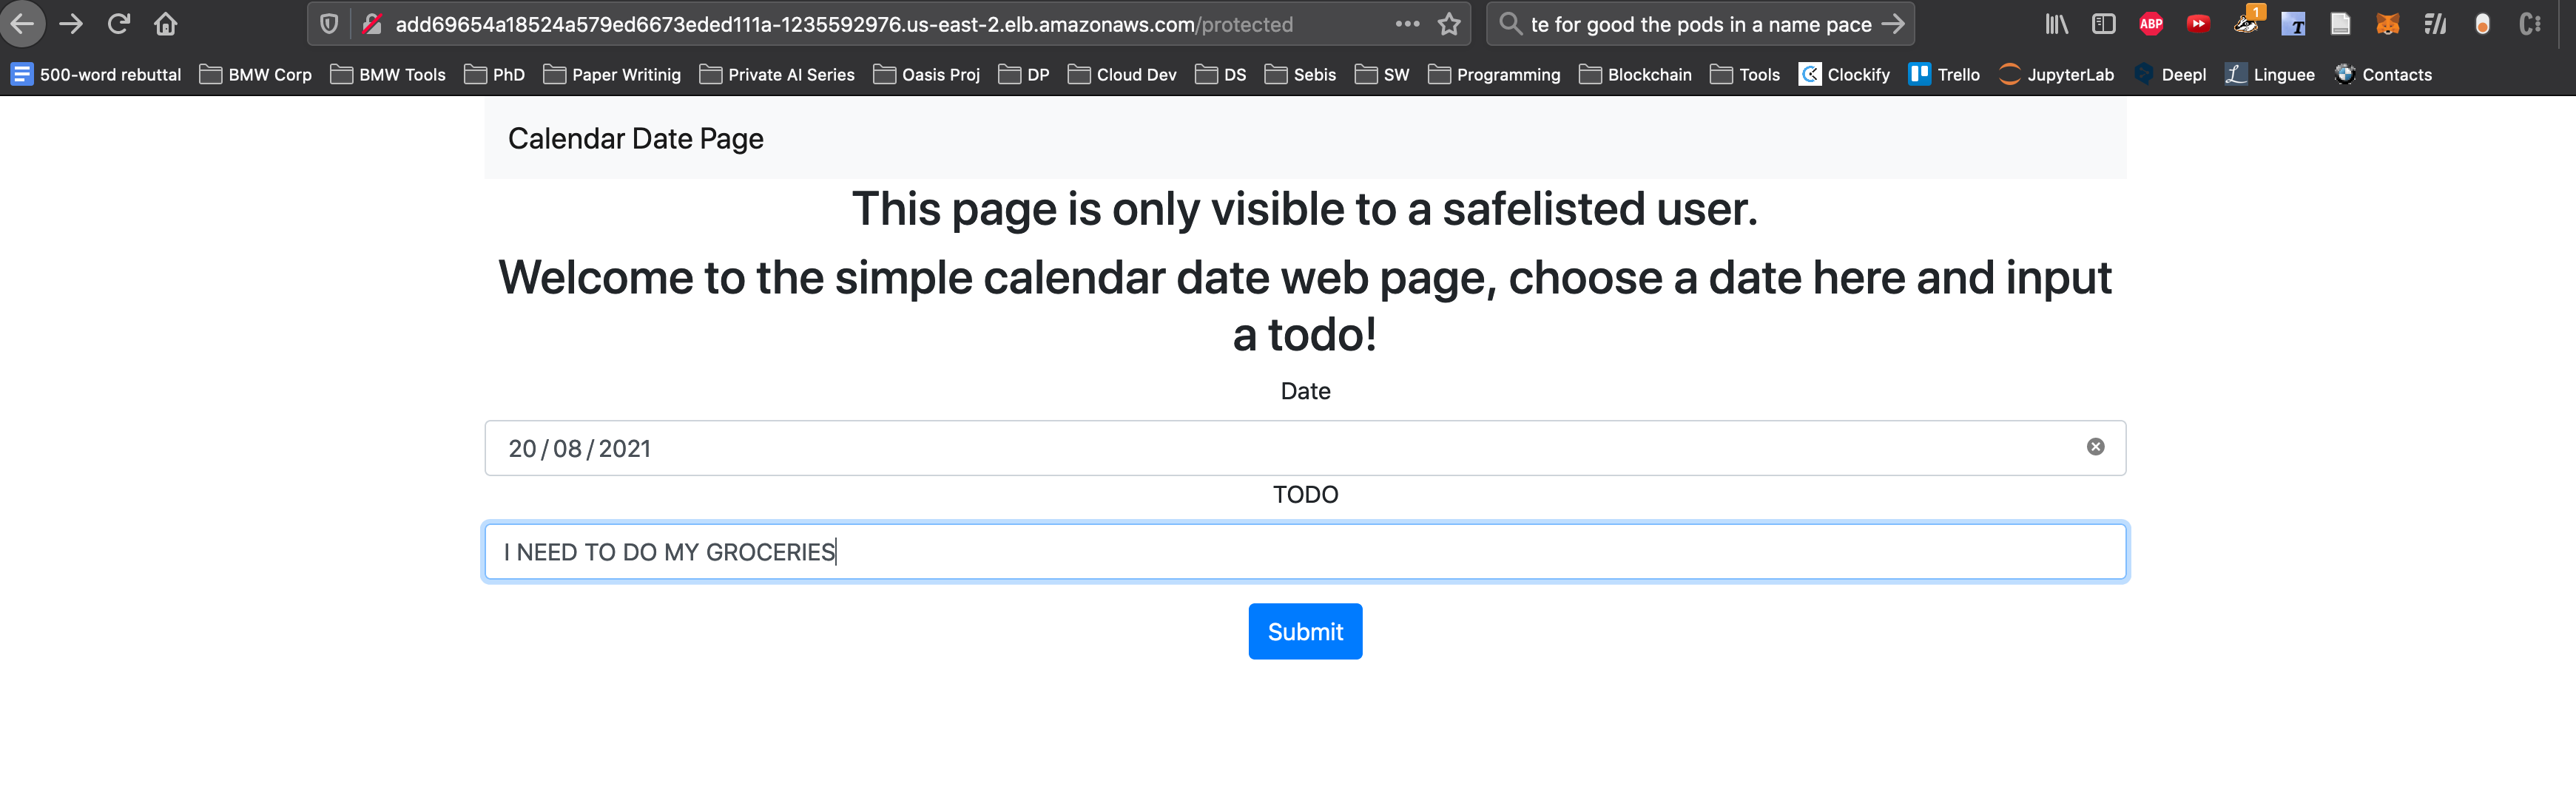 add69654a18524a579ed6673eded111a-1235592976.us-east-2.elb.amazonaws.com/protected
te for good the pods in a name pace
ABP
1
T
500-word rebuttal BMW Corp BMW Tools PhD Paper Writinig Private AI Series Oasis Proj DP Cloud Dev DS Sebis SW Programming Blockchain Tools Clockify Trello JupyterLab Deepl Linguee Contacts
Calendar Date Page
This page is only visible to a safelisted user.
Welcome to the simple calendar date web page, choose a date here and input
a todo!
Date
20/08/2021
TODO
I NEED TO DO MY GROCERIES
Submit